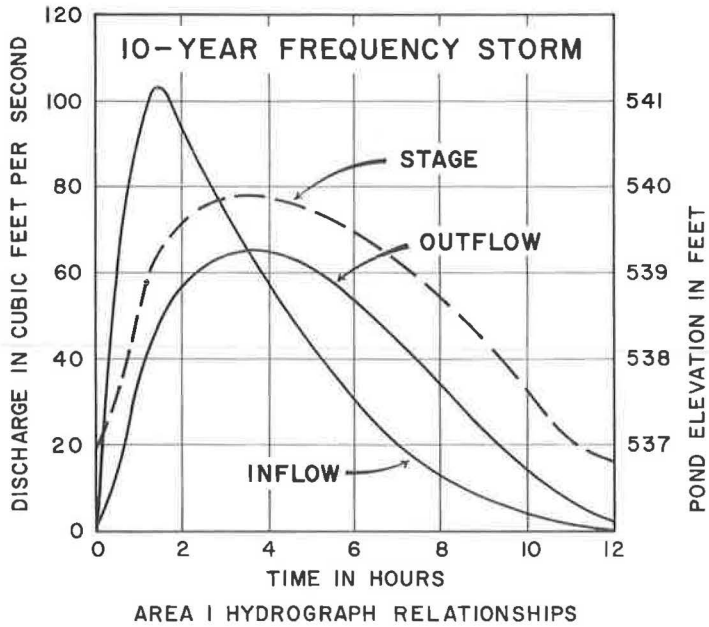 10-YEAR FREQUENCY STORM
DISCHARGE IN CUBIC FEET PER SECOND
120
100
80
60
40
20
0
541
540
539
538
537
POND ELEVATION IN FEET
STAGE
OUTFLOW
INFLOW
0 2 4 6 8 10 12
TIME IN HOURS
AREA I HYDROGRAPH RELATIONSHIPS